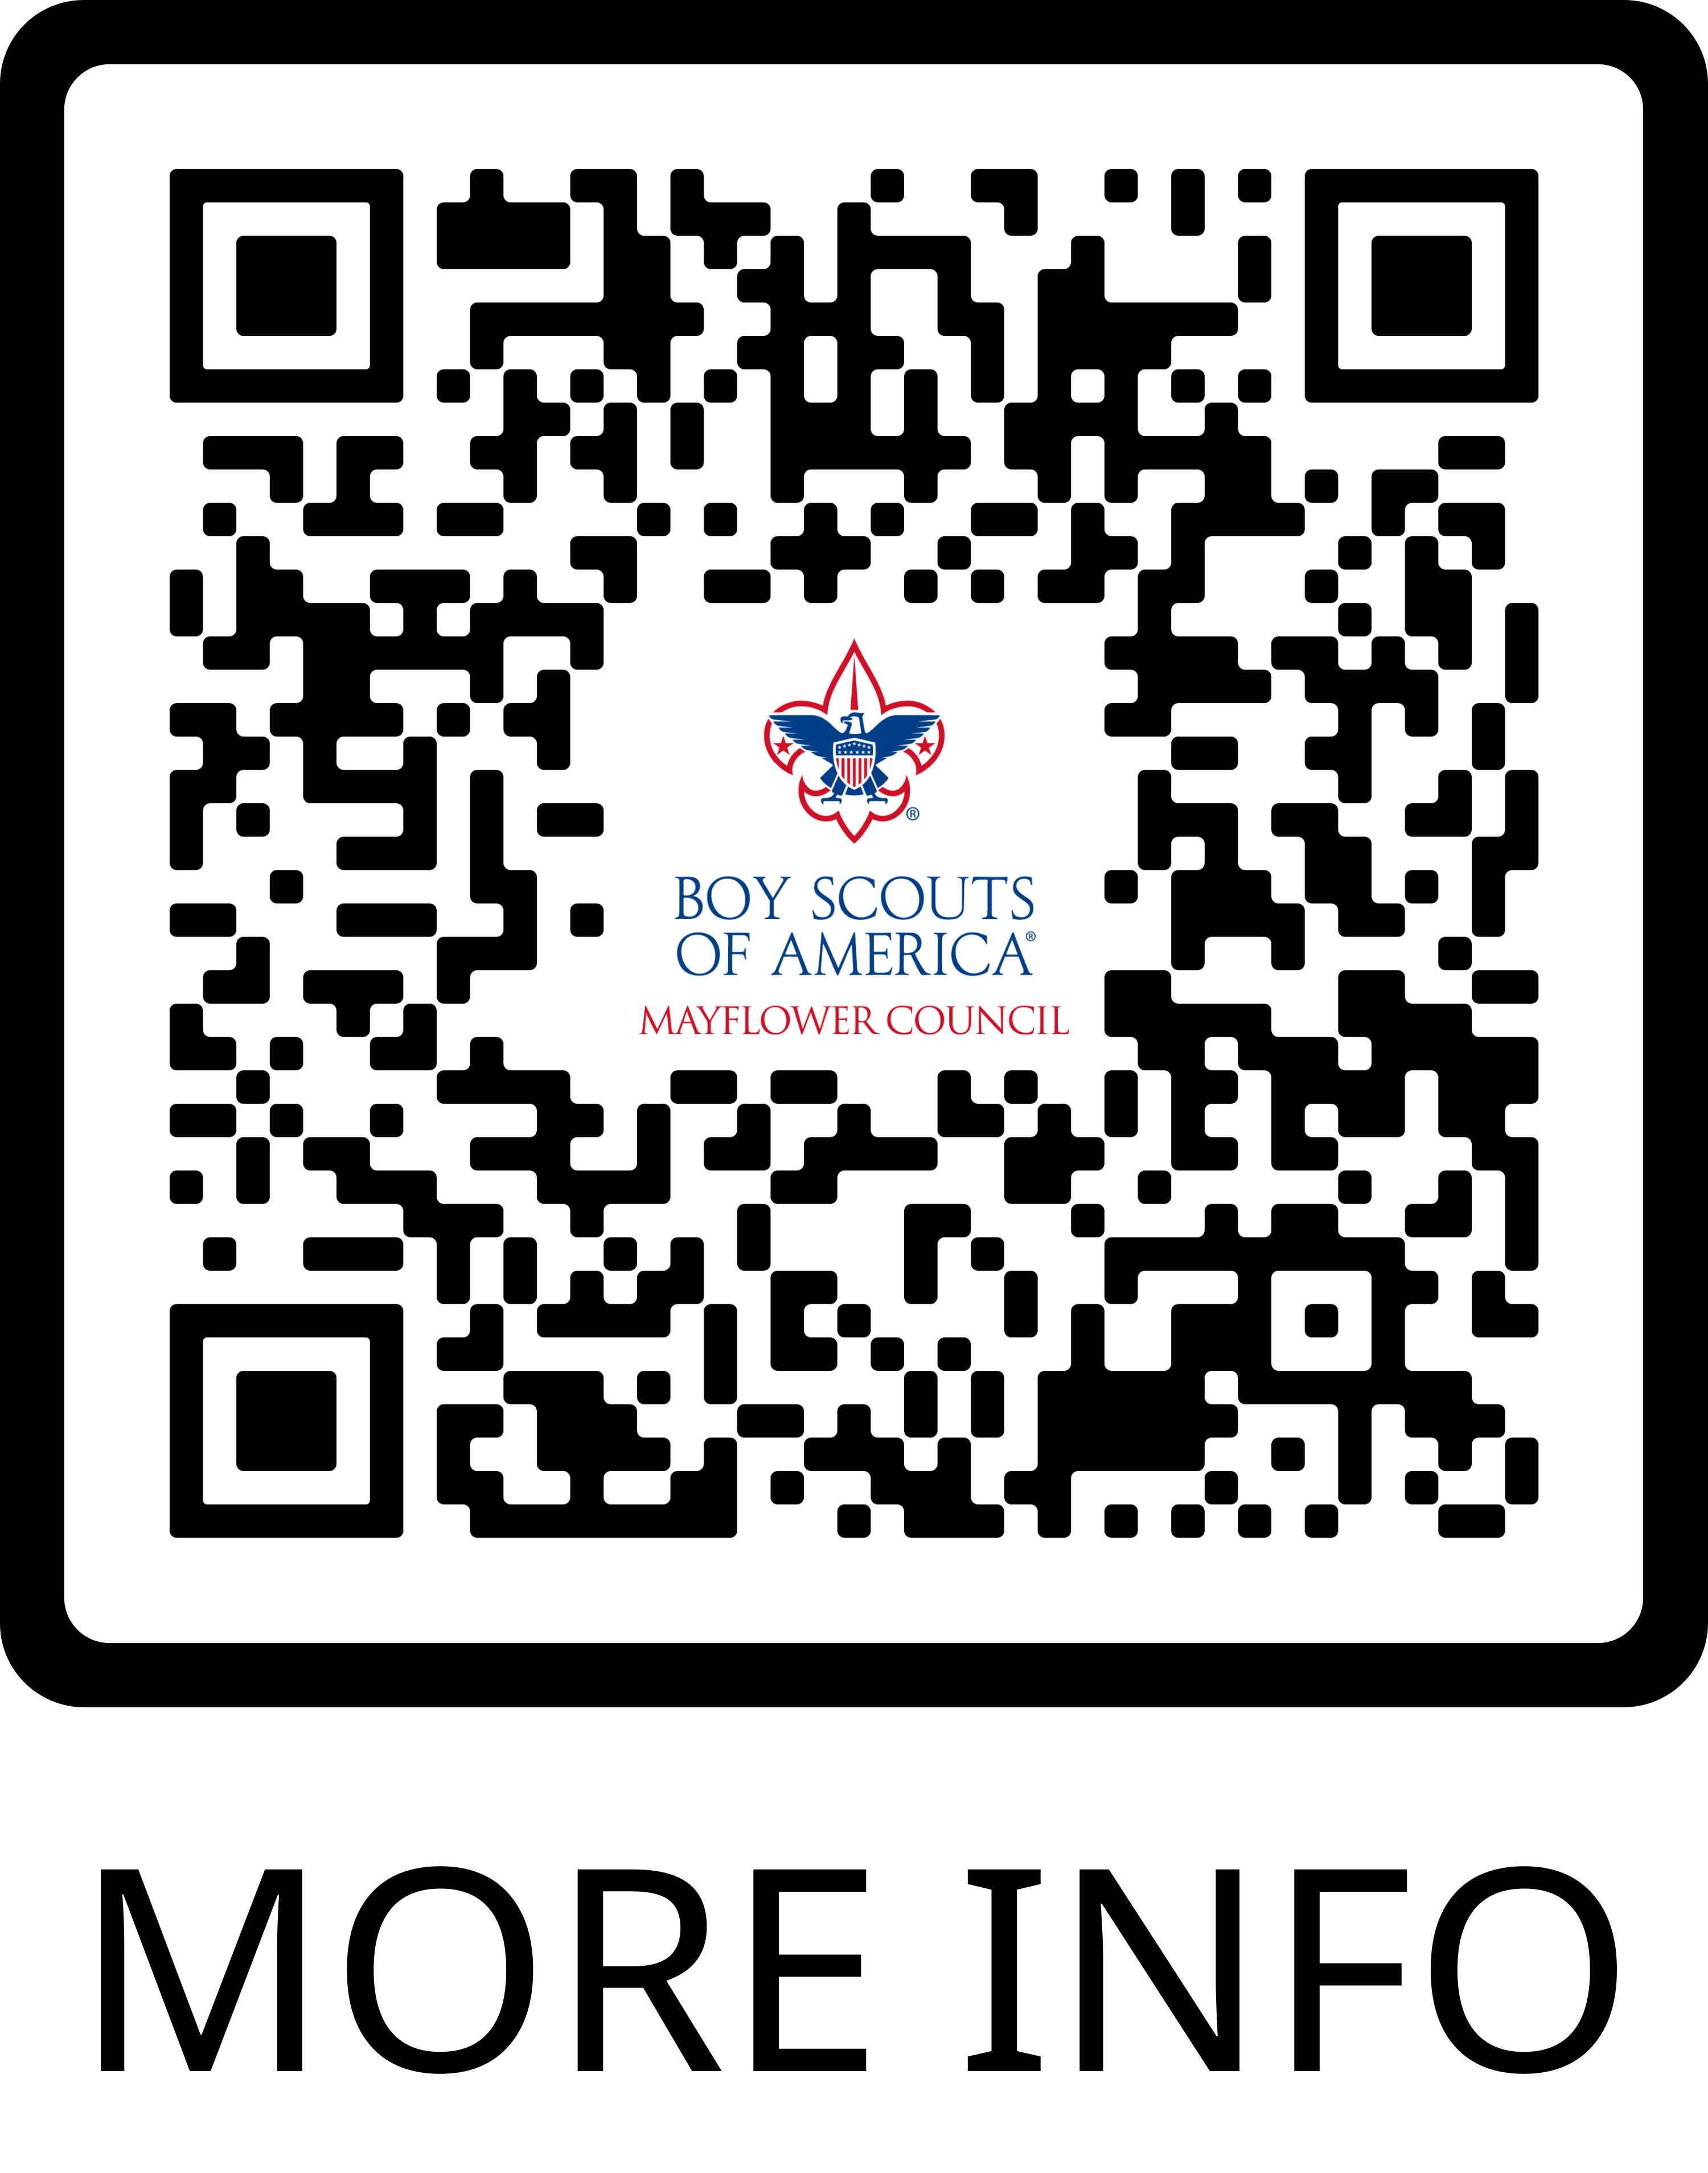 ®
BOY SCOUTS
OF AMERICA®
MAYFLOWER COUNCIL
MORE INFO